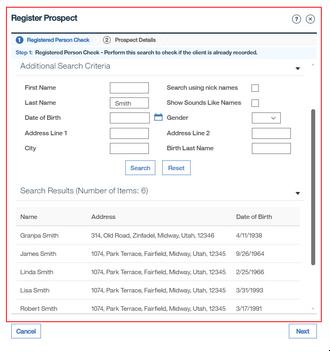 Register Prospect
1 Registered Person Check 2 Prospect Details
Step 1: Registered Person Check - Perform this search to check if the client is already recorded.
Additional Search Criteria
First Name Search using nick names
Last Name Smith Show Sounds Like Names
Date of Birth Gender
Address Line 1 Address Line 2
City Birth Last Name
Search Reset
Search Results (Number of Items: 6)
Name Address Date of Birth
Granpa Smith 314, Old Road, Zinfadel, Midway, Utah, 12346 4/11/1938
James Smith 1074, Park Terrace, Fairfield, Midway, Utah, 12345 9/26/1964
Linda Smith 1074, Park Terrace, Fairfield, Midway, Utah, 12345 2/25/1966
Lisa Smith 1074, Park Terrace, Fairfield, Midway, Utah, 12345 3/31/1993
Robert Smith 1074, Park Terrace, Fairfield, Midway, Utah, 12345 3/17/1991
Cancel Next